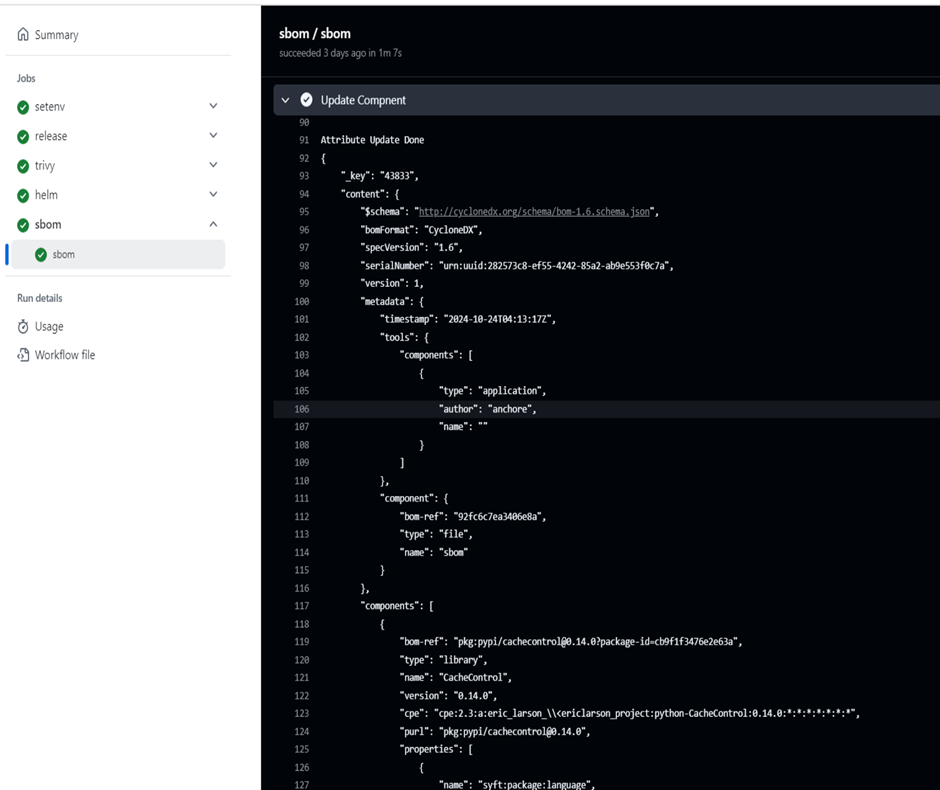 Summary
Jobs
setenv
release
trivy
helm
sbom
sbom
Run details
Usage
Workflow file
sbom / sbom
succeeded 3 days ago in 1m 7s
Update Compnent
90
91 Attribute Update Done
92 {
93 "_key": "43833",
94 "content": {
95 "$schema": "http://cyclonedx.org/schema/bom-1.6.schema.json",
96 "bomFormat": "CycloneDX",
97 "specVersion": "1.6",
98 "serialNumber": "urn:uuid:282573c8-ef55-4242-85a2-ab9e553f0c7a",
99 "version": 1,
100 "metadata": {
101 "timestamp": "2024-10-24T04:13:17Z",
102 "tools": {
103 "components": [
104 {
105 "type": "application",
106 "author": "anchore",
107 "name": ""
108 }
109 ]
110 },
111 "component": {
112 "bom-ref": "92fc6c7ea3406e8a",
113 "type": "file",
114 "name": "sbom"
115 }
116 },
117 "components": [
118 {
119 "bom-ref": "pkg:pypi/cachecontrol@0.14.0?package-id=cb9f1f3476e2e63a",
120 "type": "library",
121 "name": "CacheControl",
122 "version": "0.14.0",
123 "cpe": "cpe:2.3:a:eric_larson_\\<ericlarson_project:python-CacheControl:0.14.0:*:*:*:*:*:*:*",
124 "purl": "pkg:pypi/cachecontrol@0.14.0",
125 "properties": [
126 {
127 "name": "syft:package:language",